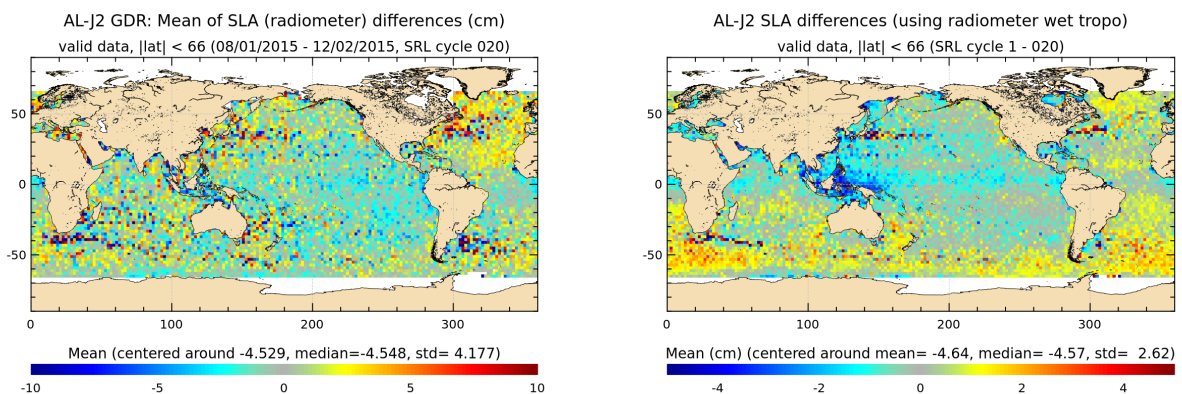 AL-J2 GDR: Mean of SLA (radiometer) differences (cm)
valid data, |lat| < 66 (08/01/2015 - 12/02/2015, SRL cycle 020)
50
0
-50
0 100 200 300
Mean (centered around -4.529, median=-4.548, std= 4.177)
-10 -5 0 5 10
AL-J2 SLA differences (using radiometer wet tropo)
valid data, |lat| < 66 (SRL cycle 1 - 020)
50
0
-50
0 100 200 300
Mean (cm) (centered around mean= -4.64, median= -4.57, std= 2.62)
-4 -2 0 2 4